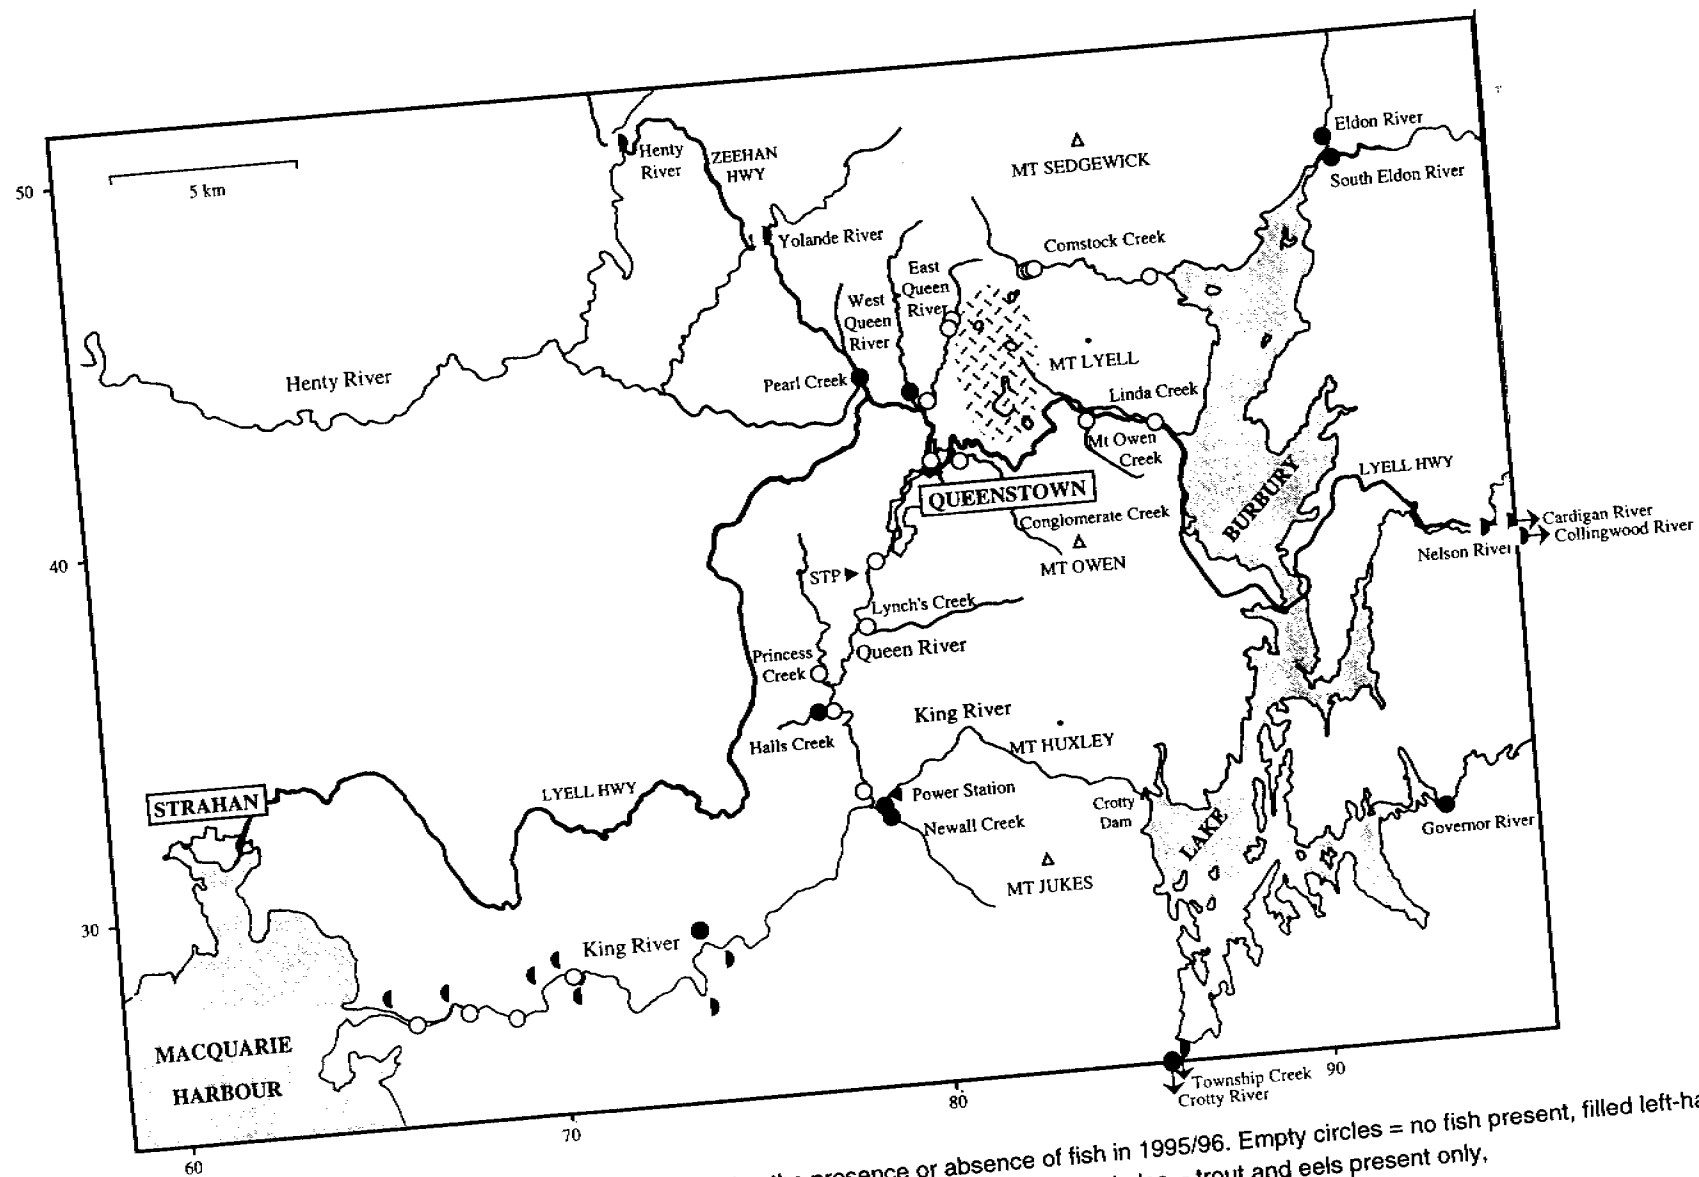 Eldon River
South Eldon River
MT SEDGEWICK
Henty
River
ZEEHAN
HWY
50
5 km
Yolande River
Comstock Creek
East
Queen
River
West
Queen
River
MT LYELL
Henty River
Pearl Creek
Linda Creek
Mt Owen
Creek
LYELL HWY
BURBURY
QUEENSTOWN
Conglomerate Creek
Cardigan River
Collingwood River
Nelson River
40
STP
MT OWEN
Lynch's Creek
Queen River
Princess
Creek
King River
Halls Creek
MT HUXLEY
STRAHAN
LYELL HWY
Power Station
Crotty
Dam
Newall Creek
LAKE
Governor River
MT JUKES
30
King River
MACQUARIE
HARBOUR
Township Creek
Crotty River
90
80
70
60
presence or absence of fish in 1995/96. Empty circles = no fish present, filled left-
trout and eels present only,